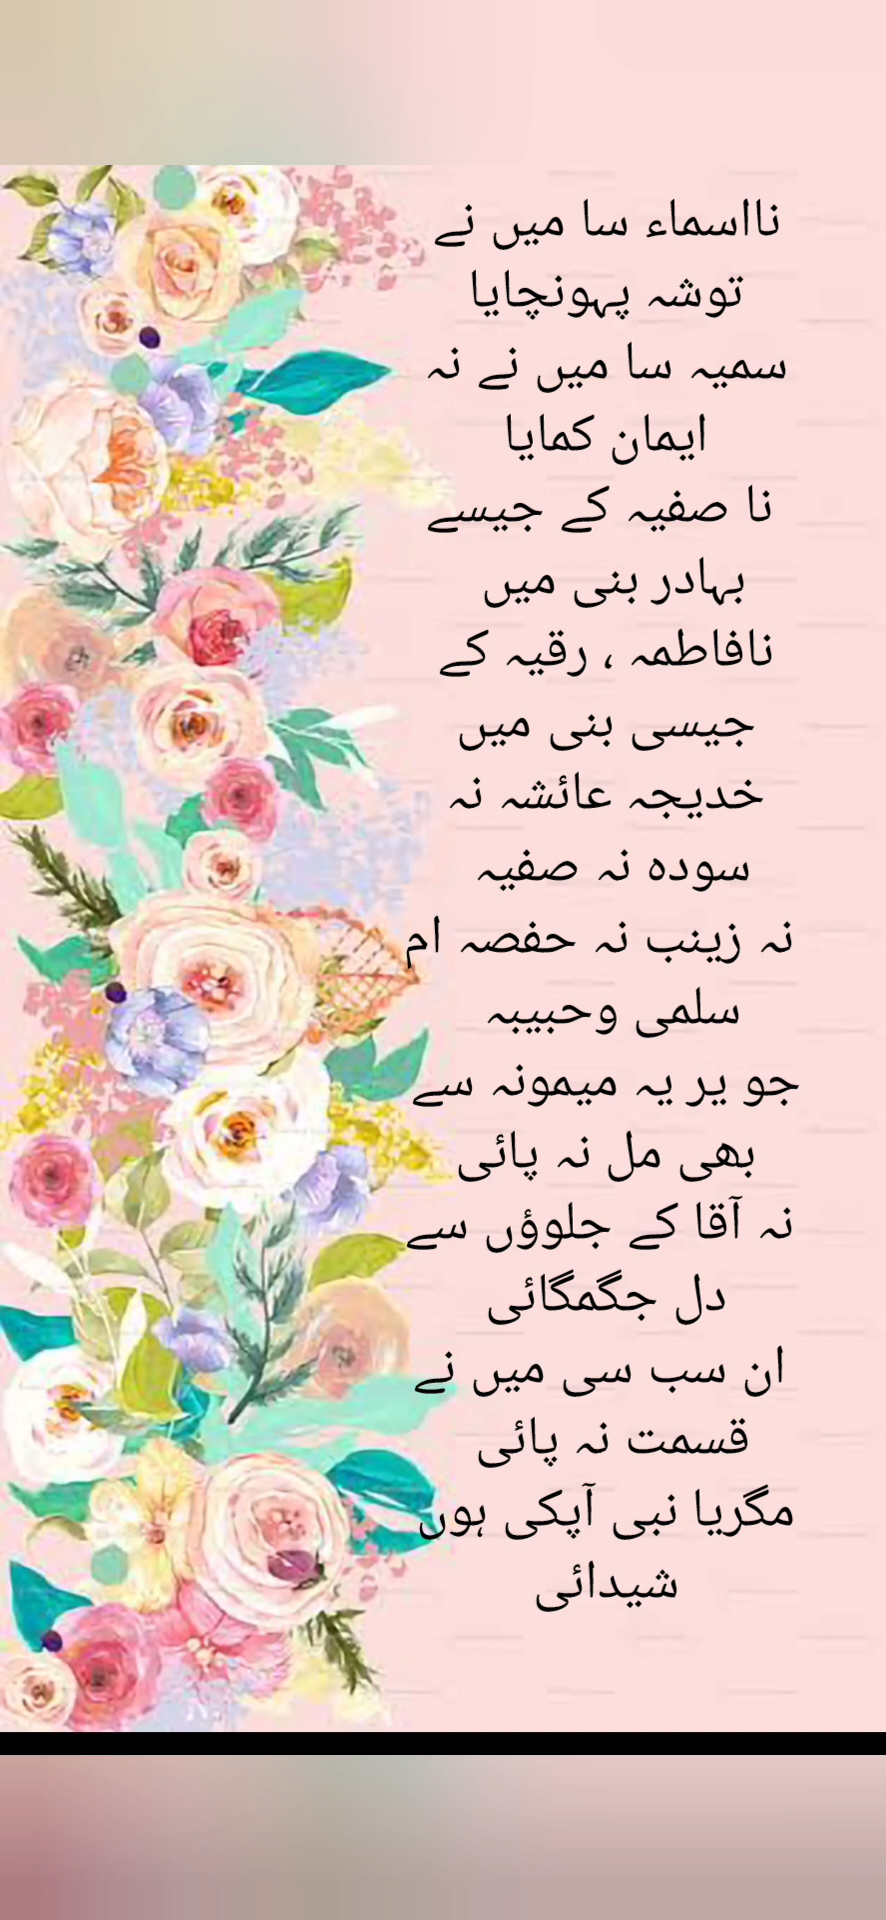 نااسماء سا میں نے
توشہ پہونچایا
سمیہ سا میں نے نہ
ایمان کمایا
نا صفیہ کے جیسے
بہادر بنی میں
نافاطمہ ، رقیہ کے
جیسی بنی میں
خدیجہ عائشہ نہ
سودہ نہ صفیہ
نہ زینب نہ حفصہ ام
سلمی وحبیبہ
جو یر یہ میمونہ سے
بھی مل نہ پائی
نہ آقا کے جلوؤں سے
دل جگمگائی
ان سب سی میں نے
قسمت نہ پائی
مگریا نبی آپکی ہوں
شیدائی